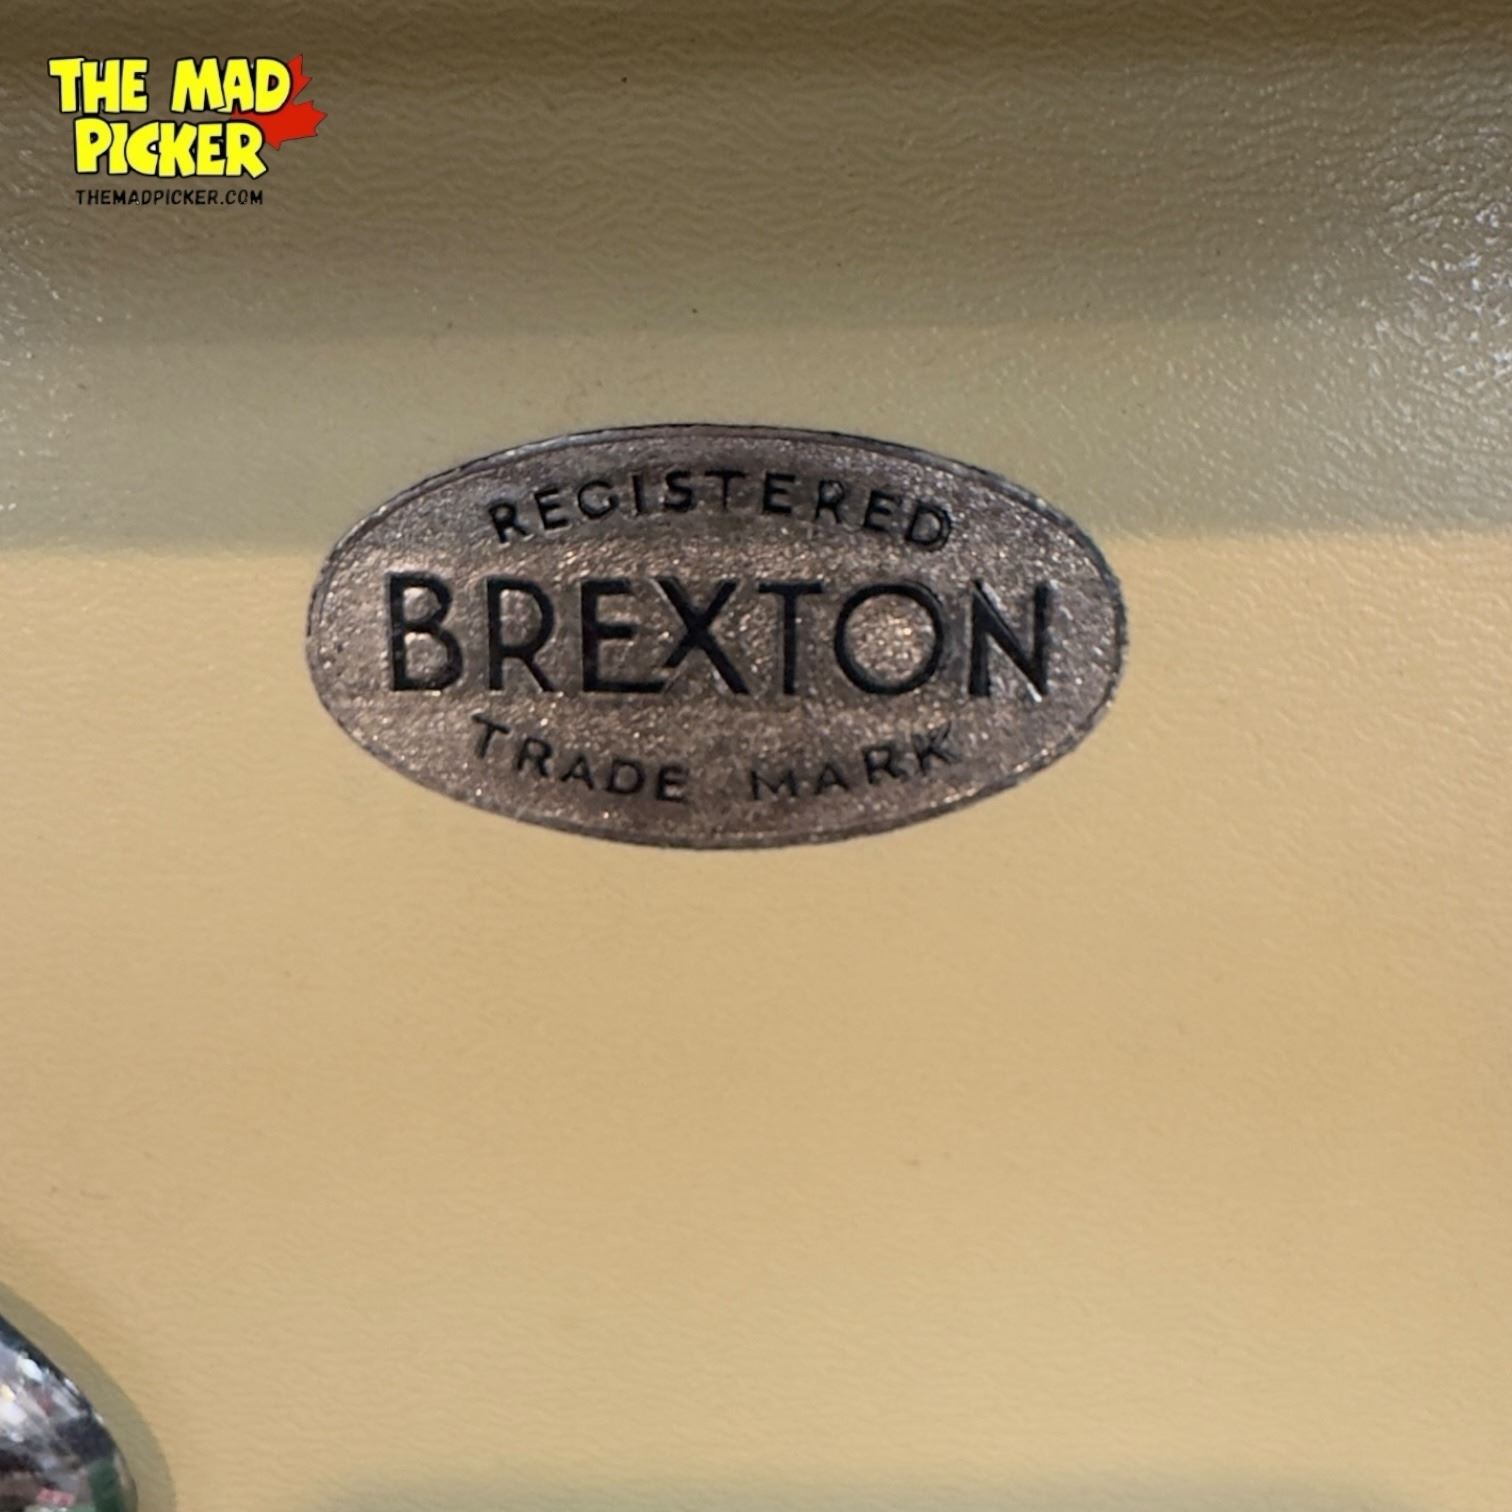 THE MAD
PICKER
THEMADPICKER.COM
REGISTERED
BREXTON
TRADE MARK